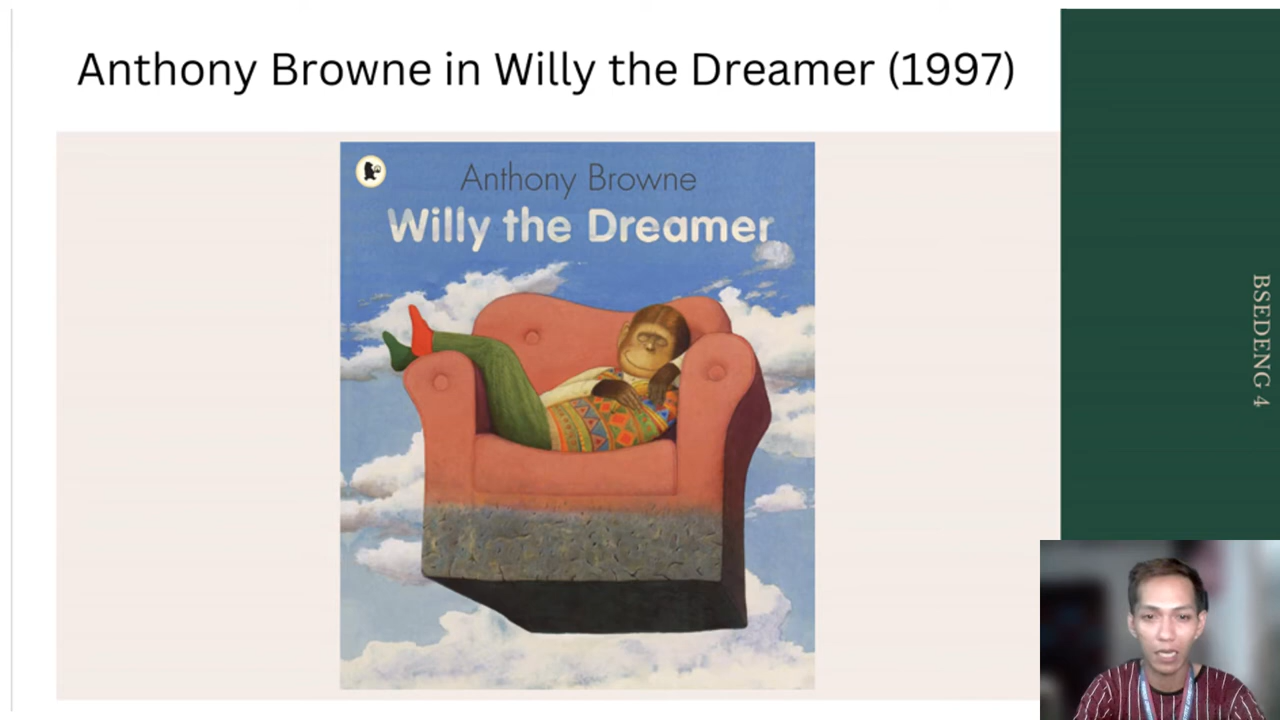 Anthony Browne in Willy the Dreamer (1997)
Anthony Browne
Willy the Dreamer
BSEDENG 4